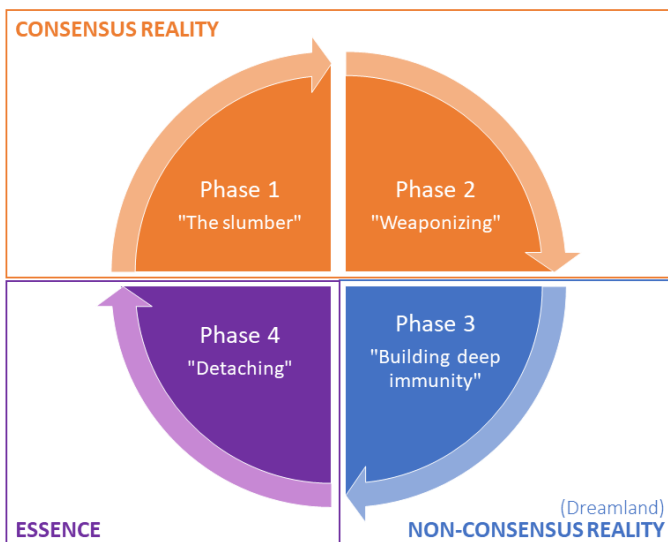 CONSENSUS REALITY
Phase 1
"The slumber"
Phase 2
"Weaponizing"
Phase 4
"Detaching"
Phase 3
"Building deep
immunity"
ESSENCE
(Dreamland)
NON-CONSENSUS REALITY